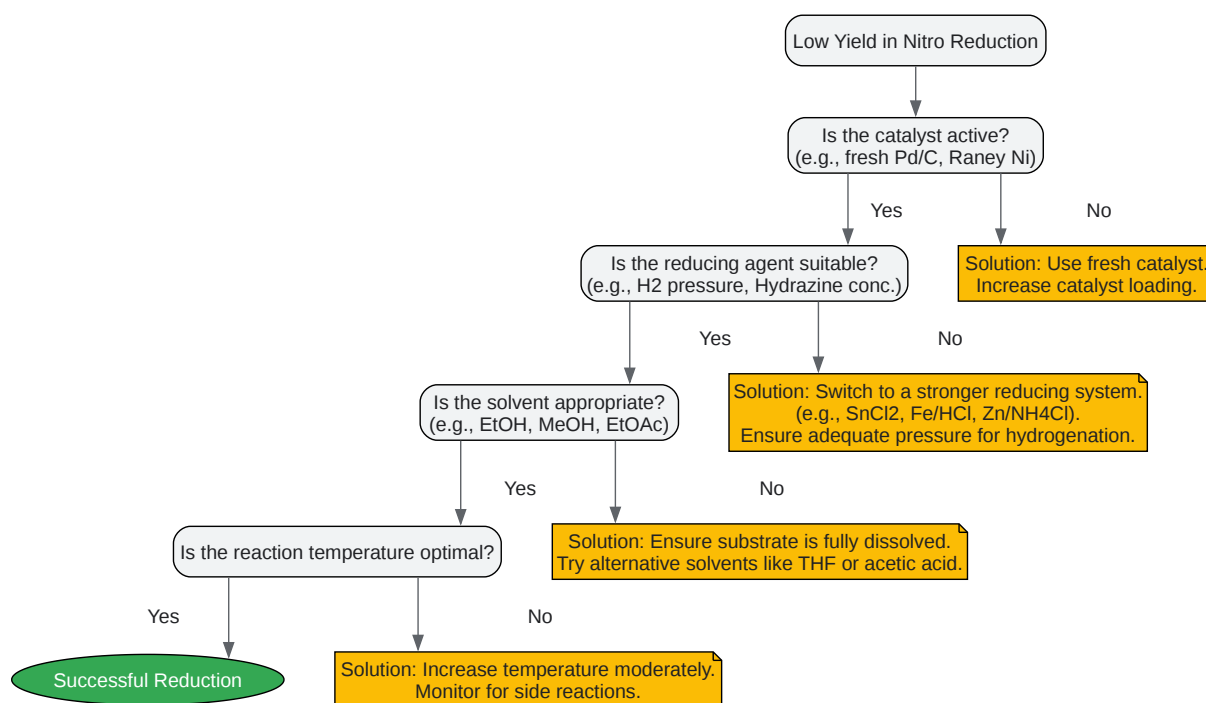 Low Yield in Nitro Reduction
Is the catalyst active?
(e.g., fresh Pd/C, Raney Ni)
Yes
No
Is the reducing agent suitable?
(e.g., H2 pressure, Hydrazine conc.)
Solution: Use fresh catalyst.
Increase catalyst loading.
Yes
No
Is the solvent appropriate?
(e.g., EtOH, MeOH, EtOAc)
Solution: Switch to a stronger reducing system.
(e.g., SnCl2, Fe/HCl, Zn/NH4Cl).
Ensure adequate pressure for hydrogenation.
Yes
No
Is the reaction temperature optimal?
Solution: Ensure substrate is fully dissolved.
Try alternative solvents like THF or acetic acid.
Yes
No
Successful Reduction
Solution: Increase temperature moderately.
Monitor for side reactions.